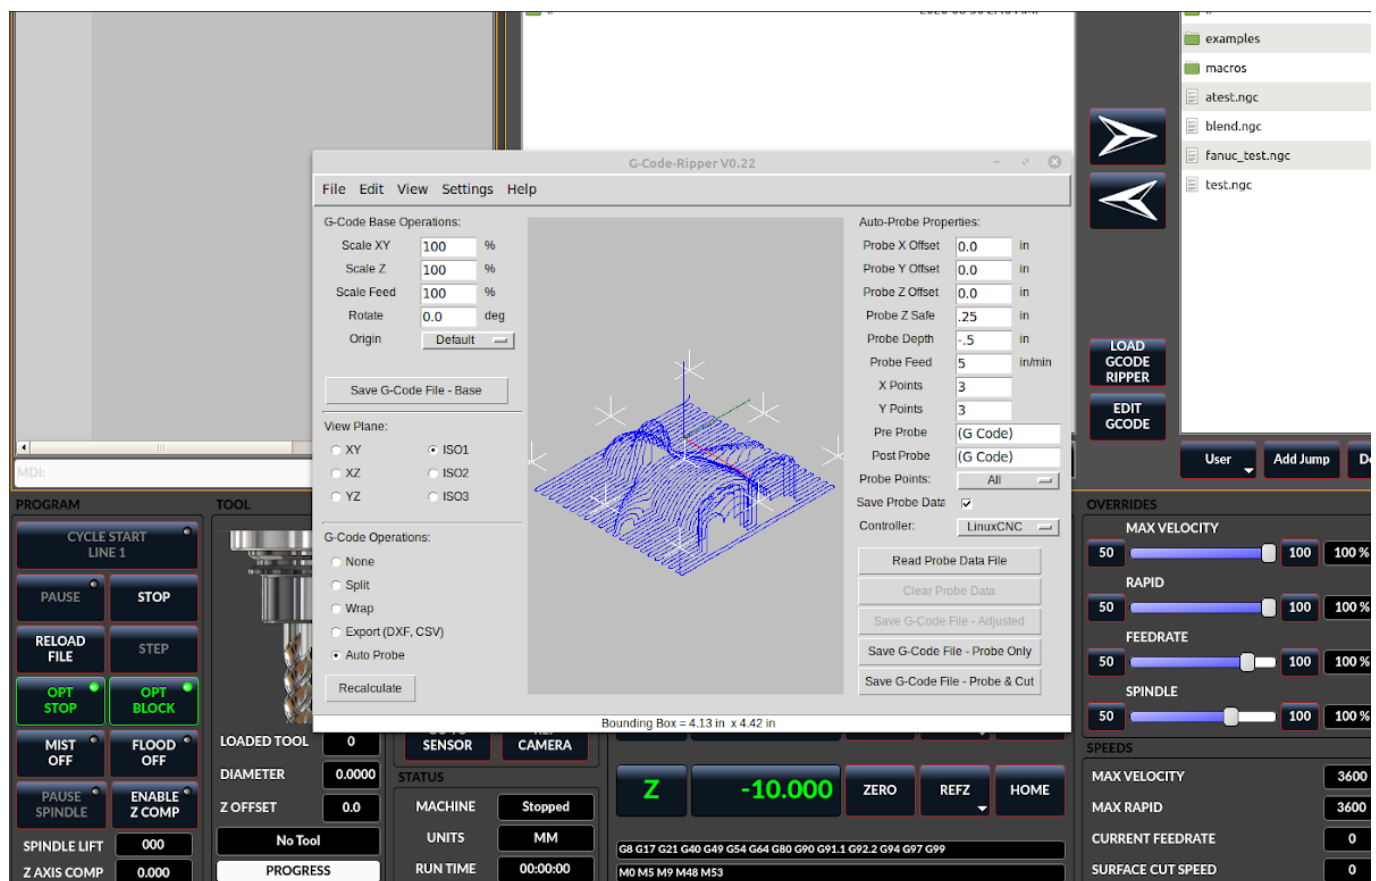 examples
macros
atest.ngc
blend.ngc
fanuc_test.ngc
test.ngc
G-Code-Ripper V0.22
File Edit View Settings Help
G-Code Base Operations:
Scale XY 100 %
Scale Z 100 %
Scale Feed 100 %
Rotate 0.0 deg
Origin Default
Save G-Code File - Base
View Plane:
XY ISO1
XZ ISO2
YZ ISO3
G-Code Operations:
None
Split
Wrap
Export (DXF, CSV)
Auto Probe
Recalculate
Auto-Probe Properties:
Probe X Offset 0.0 in
Probe Y Offset 0.0 in
Probe Z Offset 0.0 in
Probe Z Safe .25 in
Probe Depth -.5 in
Probe Feed 5 in/min
X Points 3
Y Points 3
Pre Probe (G Code)
Post Probe (G Code)
Probe Points: All
Save Probe Data
Controller: LinuxCNC
Read Probe Data File
Clear Probe Data
Save G-Code File - Adjusted
Save G-Code File - Probe Only
Save G-Code File - Probe & Cut
Bounding Box = 4.13 in x 4.42 in
LOAD
GCODE
RIPPER
EDIT
GCODE
User Add Jump
MDI:
PROGRAM
CYCLE START
LINE 1
PAUSE STOP
RELOAD
FILE
STEP
OPT
STOP
OPT
BLOCK
MIST
OFF
FLOOD
OFF
PAUSE
SPINDLE
ENABLE
Z COMP
SPINDLE LIFT 000
Z AXIS COMP 0.000
TOOL
LOADED TOOL 0
DIAMETER 0.0000
Z OFFSET 0.0
No Tool
PROGRESS
SENSOR
CAMERA
STATUS
MACHINE Stopped
UNITS MM
RUN TIME 00:00:00
Z -10.000 ZERO REFZ HOME
G8 G17 G21 G40 G49 G54 G64 G80 G90 G91.1 G92.2 G94 G97 G99
M0 M5 M9 M48 M53
OVERRIDES
MAX VELOCITY
50 100 100 %
RAPID
50 100 100 %
FEEDRATE
50 100 100 %
SPINDLE
50 100 100 %
SPEEDS
MAX VELOCITY 3600
MAX RAPID 3600
CURRENT FEEDRATE 0
SURFACE CUT SPEED 0